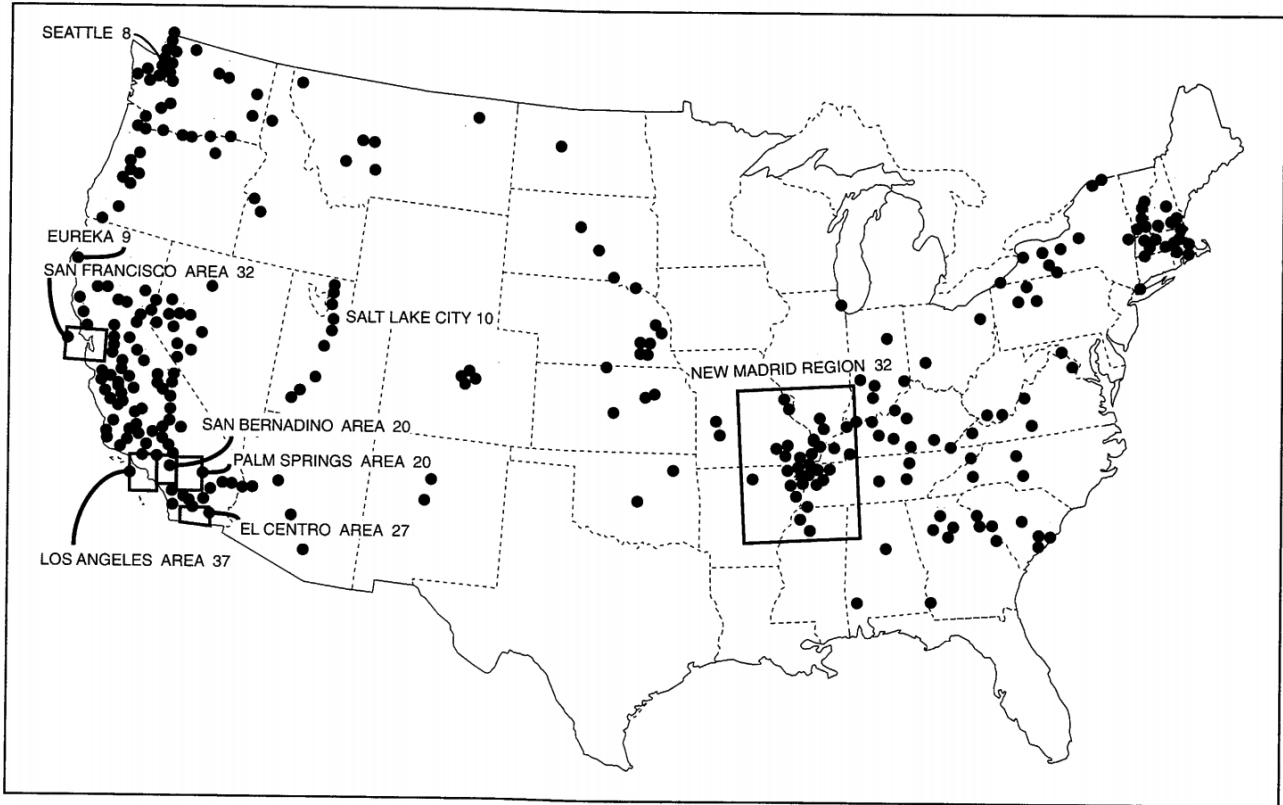 SEATTLE 8
EUREKA 9
SAN FRANCISCO AREA 32
SALT LAKE CITY 10
NEW MADRID REGION 32
SAN BERNADINO AREA 20
PALM SPRINGS AREA 20
EL CENTRO AREA 27
LOS ANGELES AREA 37